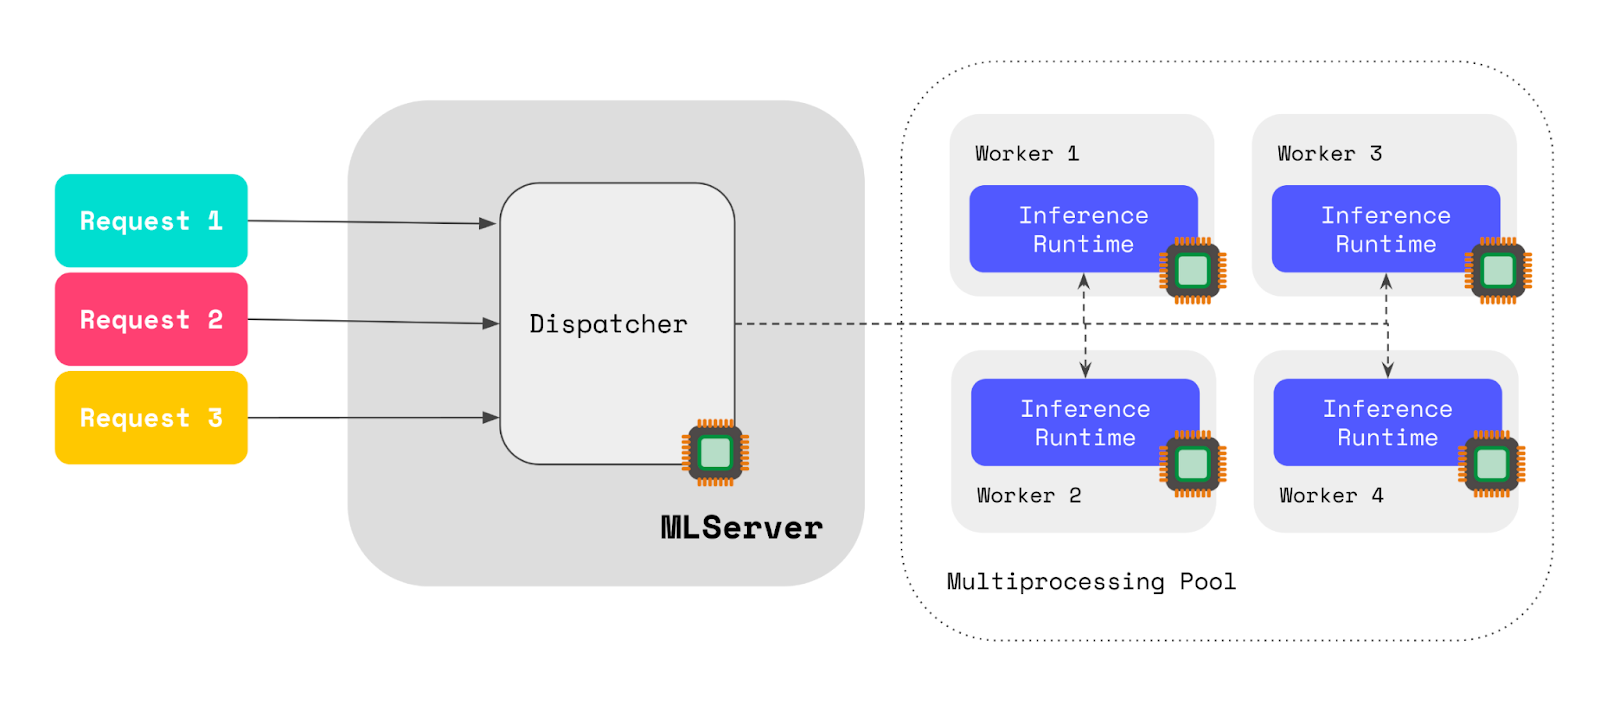 Request 1
Request 2
Request 3
Dispatcher
MLServer
Worker 1
Inference
Runtime
Worker 3
Inference
Runtime
Inference
Runtime
Worker 2
Inference
Runtime
Worker 4
Multiprocessing Pool